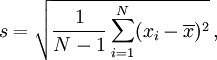 s = \sqrt{\frac{1}{N-1} \sum_{i=1}^{N} (x_i - \overline{x})^2} ,